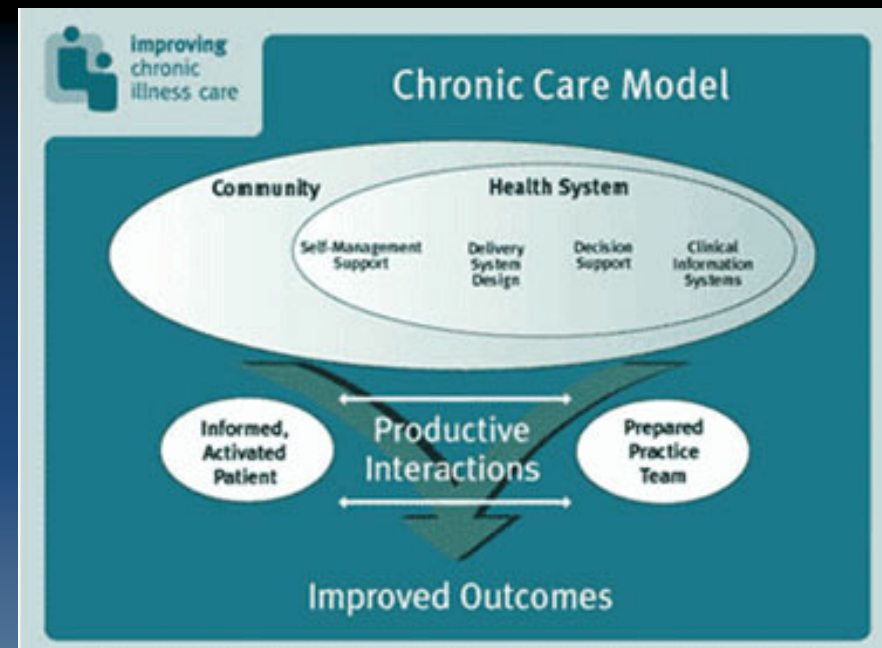 improving
chronic
illness care
Chronic Care Model
Community
Health System
Self-Management
Support
Delivery
System
Design
Decision
Support
Clinical
Information
Systems
Informed,
Activated
Patient
Productive
Interactions
Prepared
Practice
Team
Improved Outcomes